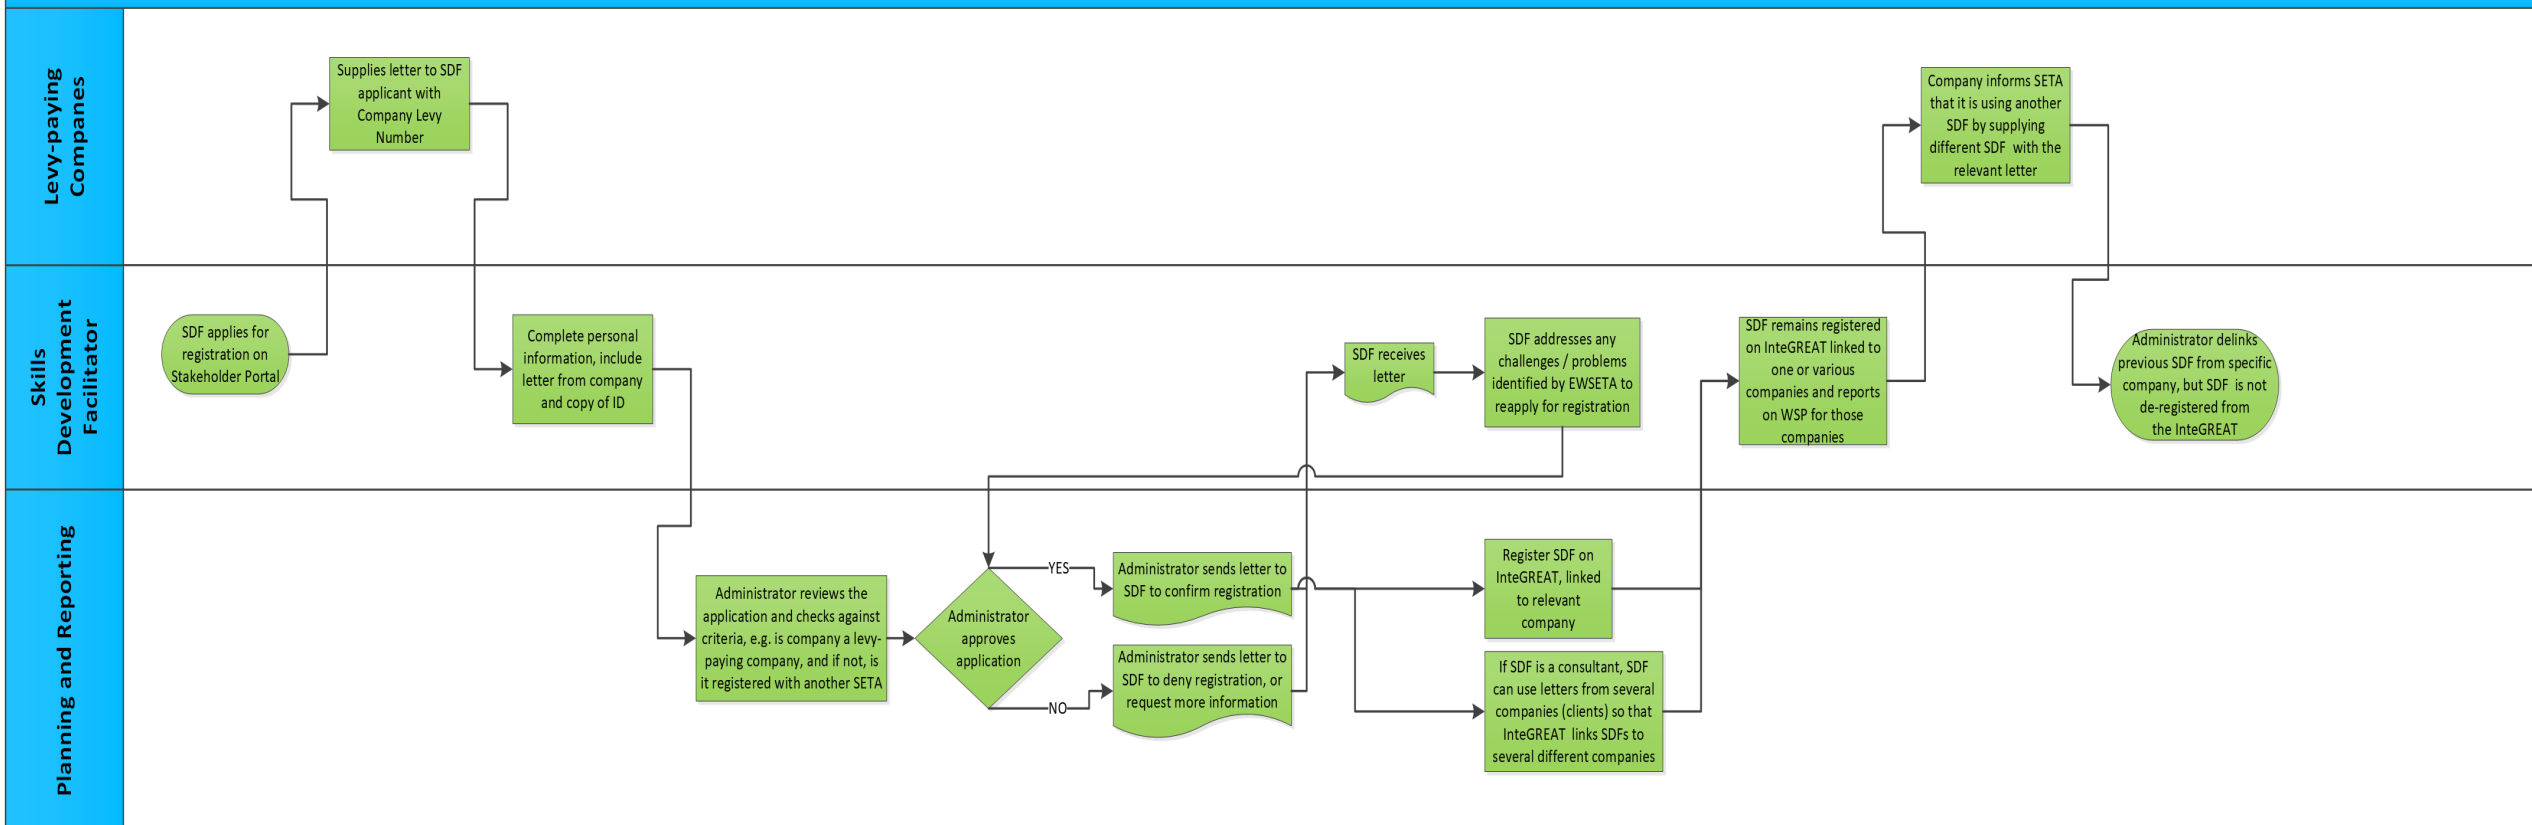 Levy-paying
Companes
Supplies letter to SDF
applicant with
Company Levy
Number
Company informs SETA
that it is using another
SDF by supplying
different SDF with the
relevant letter
Skills
Development
Facilitator
SDF applies for
registration on
Stakeholder Portal
Complete personal
information, include
letter from company
and copy of ID
SDF receives
letter
SDF addresses any
challenges / problems
identified by EWSETA to
reapply for registration
SDF remains registered
on InteGREAT linked to
one or various
companies and reports
on WSP for those
companies
Administrator delinks
previous SDF from specific
company, but SDF is not
de-registered from
the InteGREAT
Planning and Reporting
Administrator reviews the
application and checks against
criteria, e.g. is company a levy-
paying company, and if not, is
it registered with another SETA
Administrator
approves
application
YES
NO
Administrator sends letter to
SDF to confirm registration
Administrator sends letter to
SDF to deny registration, or
request more information
Register SDF on
InteGREAT, linked
to relevant
company
If SDF is a consultant, SDF
can use letters from several
companies (clients) so that
InteGREAT links SDFs to
several different companies